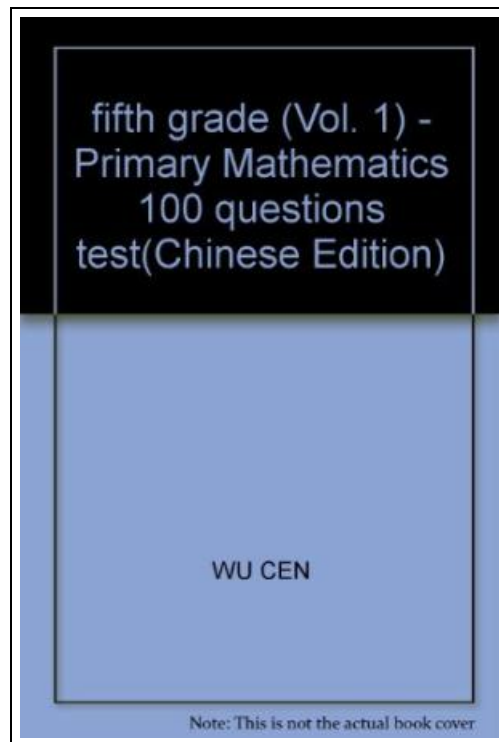 fifth grade (Vol. 1) -
Primary Mathematics
100 questions
test(Chinese Edition)
WU CEN
Note: This is not the actual book cover